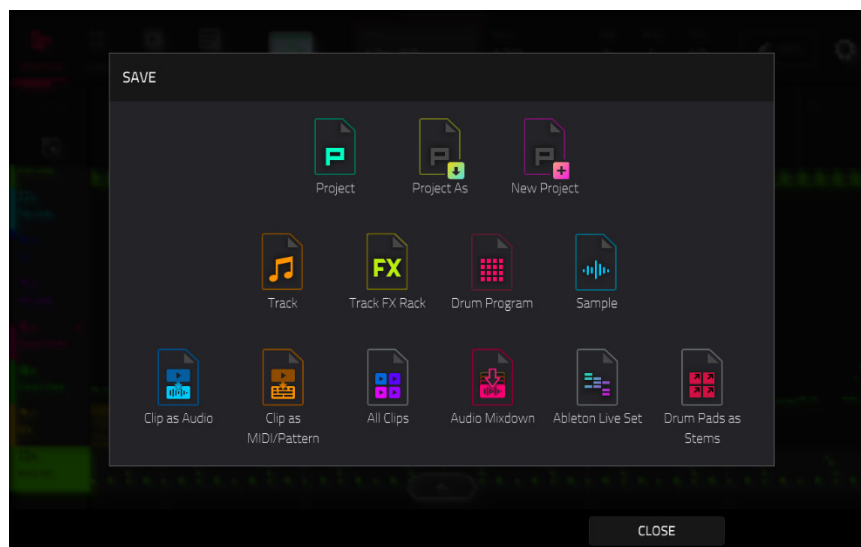 SAVE
Project
Project As
New Project
FX
Track
Track FX Rack
Drum Program
Sample
Clip as Audio
Clip as
MIDI/Pattern
All Clips
Audio Mixdown
Ableton Live Set
Drum Pads as
Stems
CLOSE